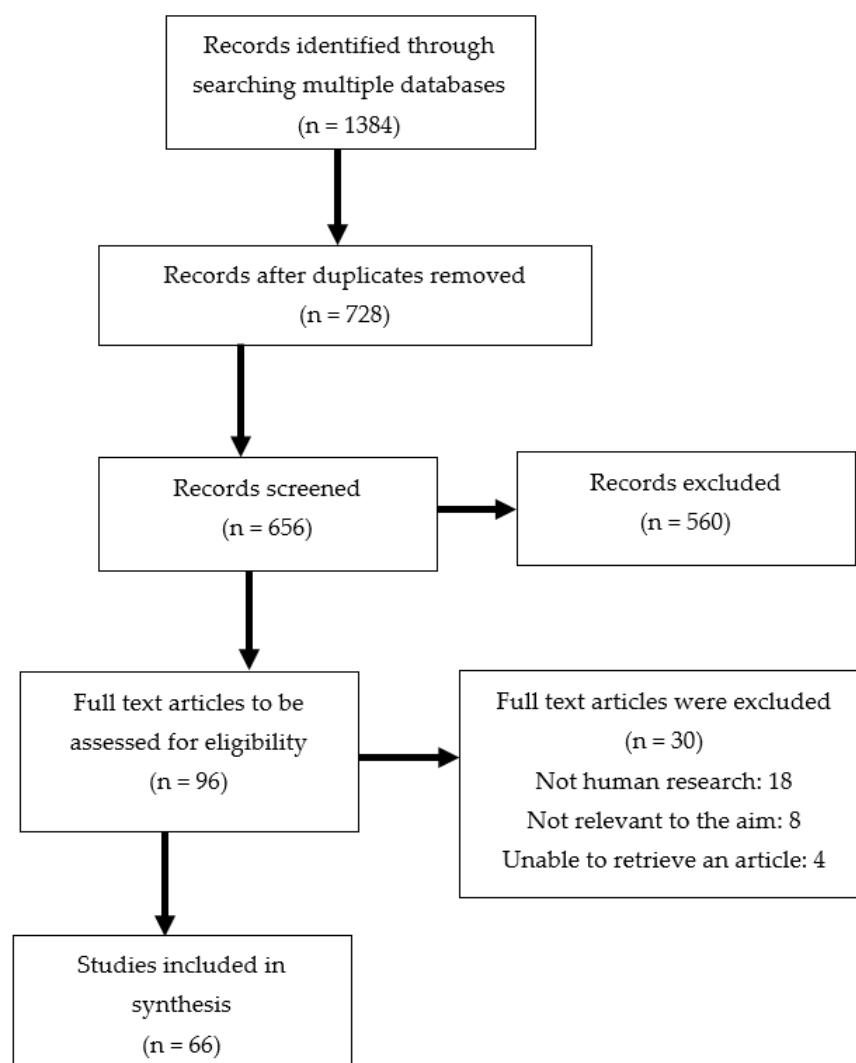 Records identified through
searching multiple databases
(n = 1384)
Records after duplicates removed
(n = 728)
Records screened
(n = 656)
Records excluded
(n = 560)
Full text articles to be
assessed for eligibility
(n = 96)
Full text articles were excluded
(n = 30)
Not human research: 18
Not relevant to the aim: 8
Unable to retrieve an article: 4
Studies included in
synthesis
(n = 66)